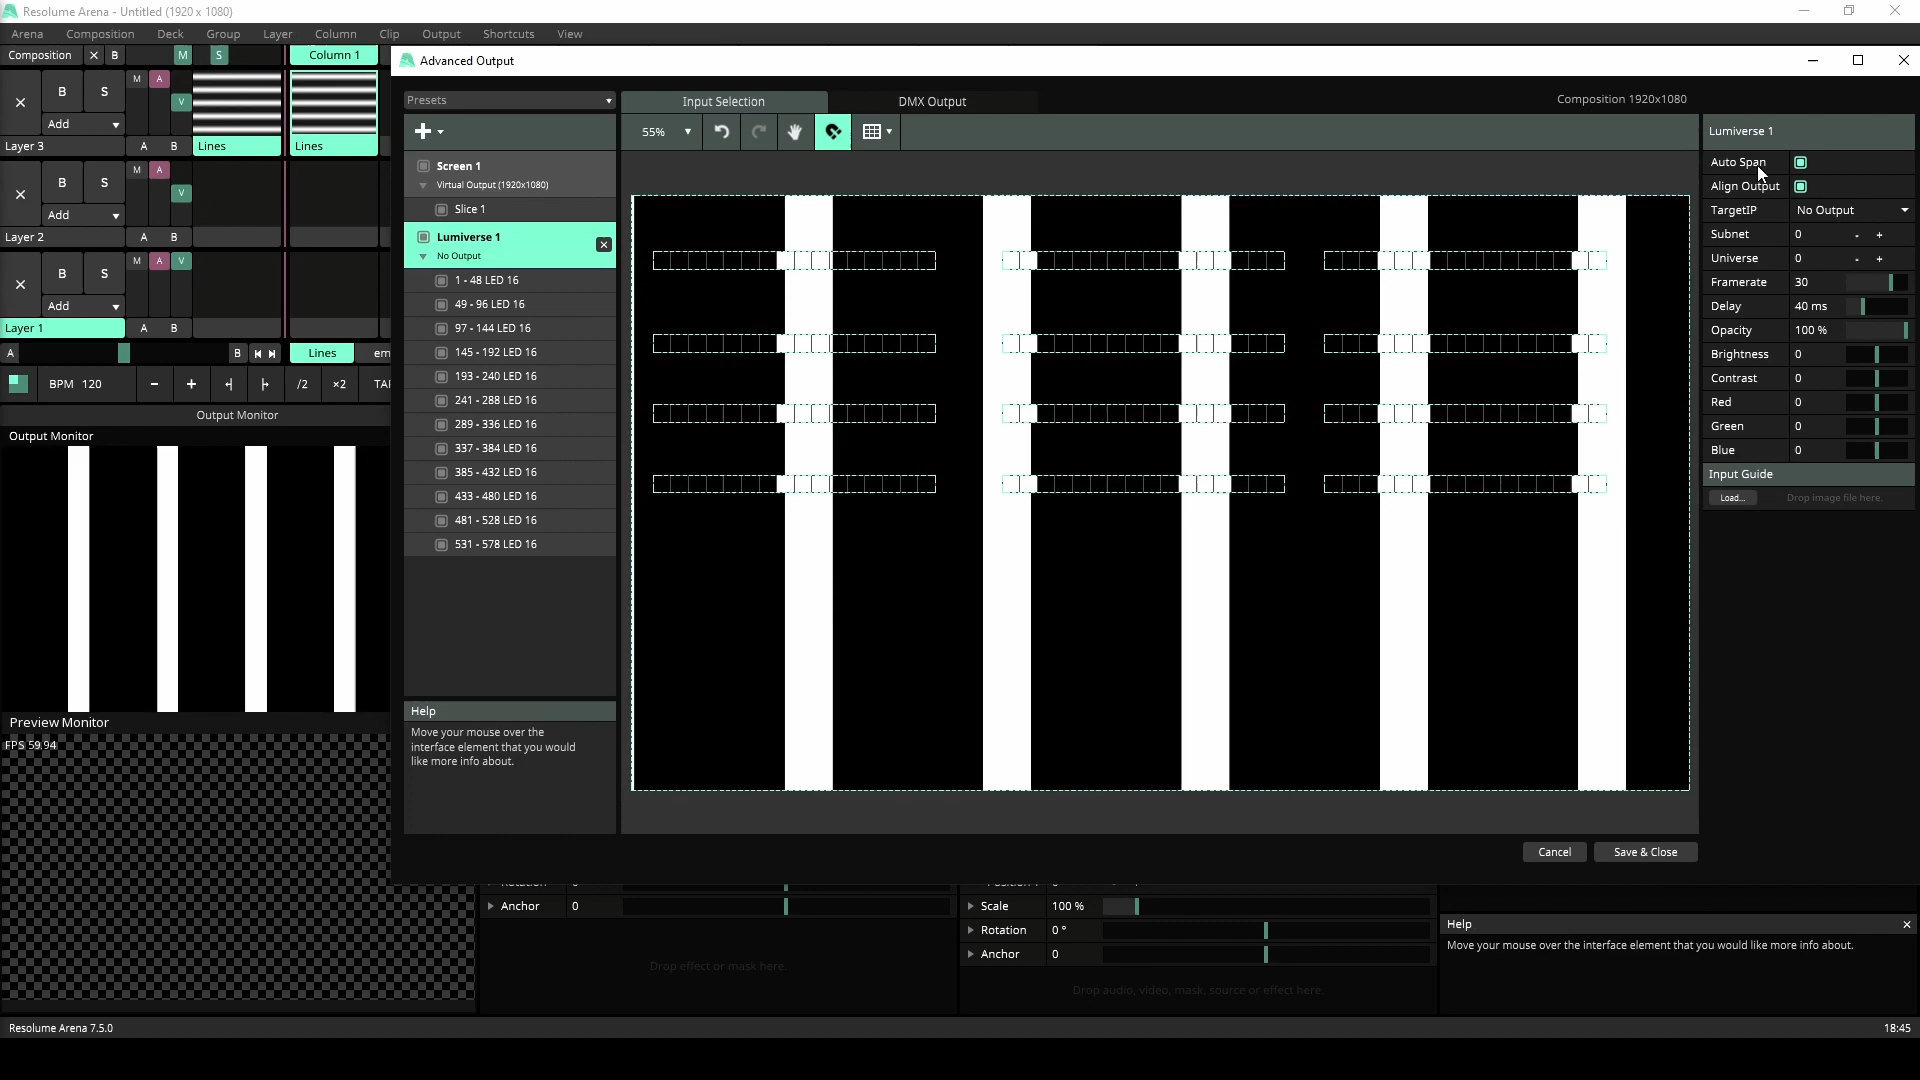 Resolume Arena - Untitled (1920 x 1080)
Arena Composition Deck Group Layer Column Clip Output Shortcuts View
Composition B M S Column 1
B S M A V
Add
Layer 3 A B Lines Lines
B S M A V
Add
Layer 2 A B
B S M A V
Add
Layer 1 A B
A B Lines em
BPM 120 - + /2 ×2 TAP
Output Monitor
Output Monitor
Preview Monitor
FPS 59.94
Advanced Output
Presets
Input Selection
DMX Output
Composition 1920x1080
55%
Screen 1
Virtual Output (1920x1080)
Slice 1
Lumiverse 1
No Output
1 - 48 LED 16
49 - 96 LED 16
97 - 144 LED 16
145 - 192 LED 16
193 - 240 LED 16
241 - 288 LED 16
289 - 336 LED 16
337 - 384 LED 16
385 - 432 LED 16
433 - 480 LED 16
481 - 528 LED 16
531 - 578 LED 16
Help
Move your mouse over the
interface element that you would
like more info about.
Lumiverse 1
Auto Span
Align Output
TargetIP No Output
Subnet 0 - +
Universe 0 - +
Framerate 30
Delay 40 ms
Opacity 100 %
Brightness 0
Contrast 0
Red 0
Green 0
Blue 0
Input Guide
Load... Drop image file here.
Cancel
Save & Close
Anchor 0
Drop effect or mask here.
Scale 100 %
Rotation 0 °
Anchor 0
Drop audio, video, mask, source or effect here.
Help
Move your mouse over the interface element that you would like more info about.
Resolume Arena 7.5.0
18:45